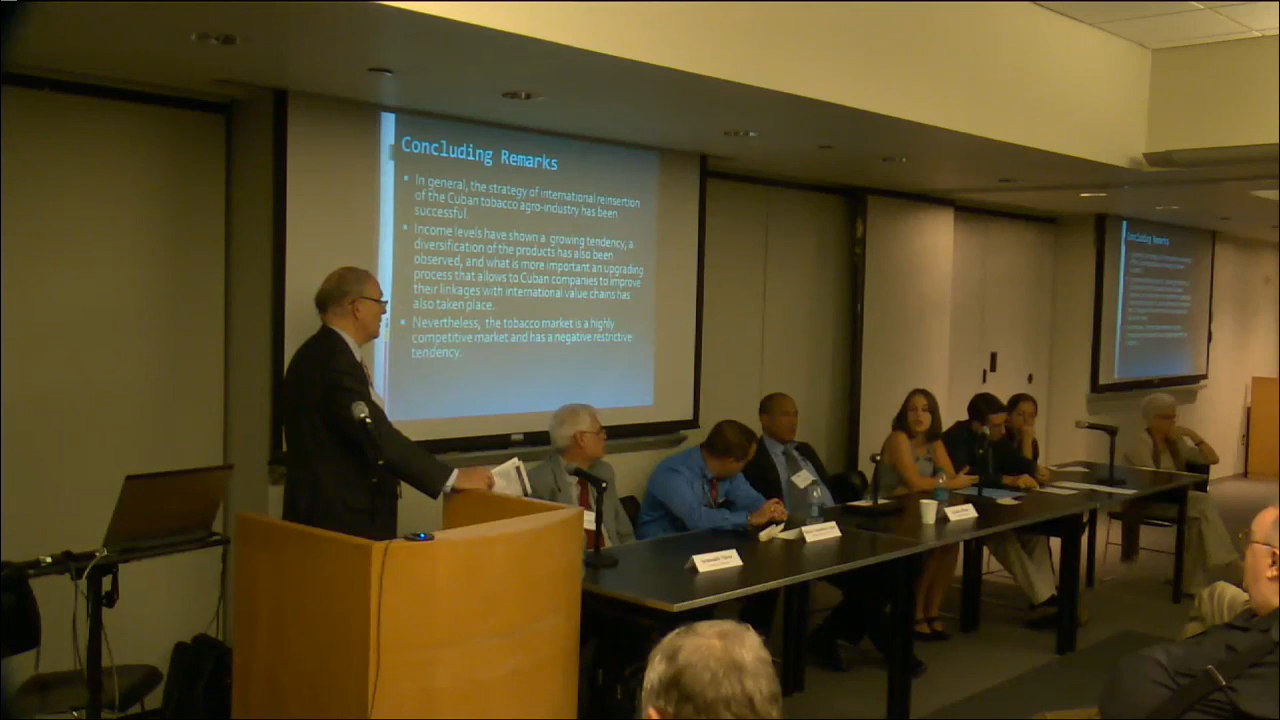 Concluding Remarks
▪ In general, the strategy of international reinsertion
of the Cuban tobacco agro-industry has been
successful.
▪ Income levels have shown a growing tendency, a
diversification of the products has also been
observed, and what is more important an upgrading
process that allows to Cuban companies to improve
their linkages with international value chains has
also taken place.
▪ Nevertheless, the tobacco market is a highly
competitive market and has a negative restrictive
tendency.
Concluding Remarks